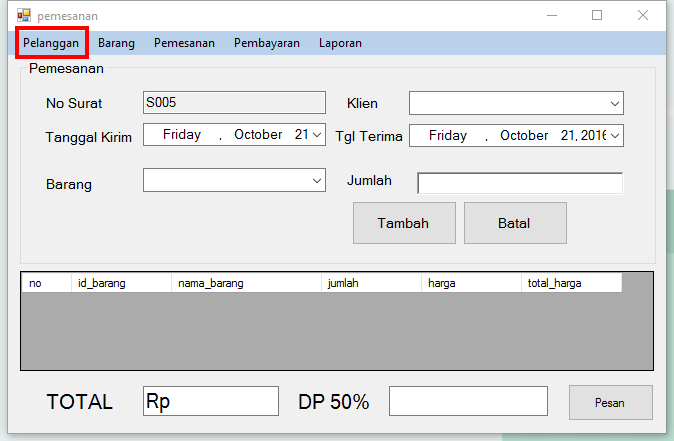 pemesanan
Pelanggan Barang Pemesanan Pembayaran Laporan
Pemesanan
No Surat S005 Klien
Tanggal Kirim Friday , October 21 Tgl Terima Friday , October 21, 2016
Barang Jumlah
Tambah Batal
no id_barang nama_barang jumlah harga total_harga
TOTAL Rp DP 50% Pesan